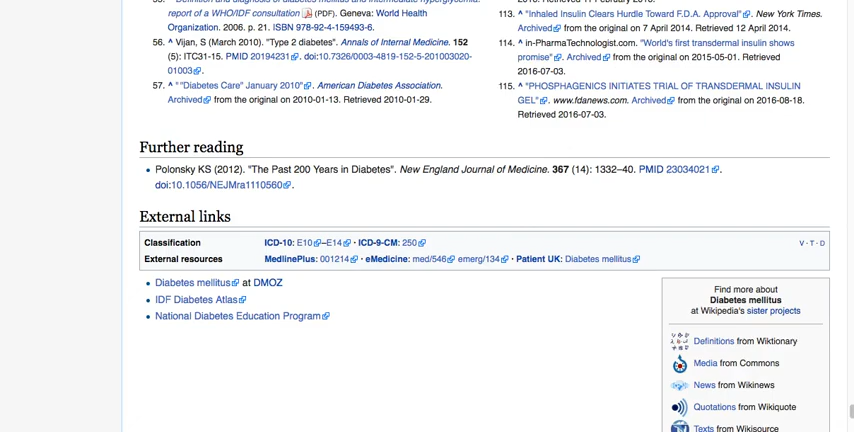 report of a WHO/IDF consultation (PDF). Geneva: World Health
Organization. 2006. p. 21. ISBN 978-92-4-159493-6.
56. ^ Vijan, S (March 2010). "Type 2 diabetes". Annals of Internal Medicine. 152
(5): ITC31-15. PMID 20194231. doi:10.7326/0003-4819-152-5-201003020-
01003.
57. ^ "Diabetes Care" January 2010". American Diabetes Association.
Archived from the original on 2010-01-13. Retrieved 2010-01-29.
113. ^ "Inhaled Insulin Clears Hurdle Toward F.D.A. Approval". New York Times.
Archived from the original on 7 April 2014. Retrieved 12 April 2014.
114. ^ in-PharmaTechnologist.com. "World's first transdermal insulin shows
promise". Archived from the original on 2015-05-01. Retrieved
2016-07-03.
115. ^ "PHOSPHAGENICS INITIATES TRIAL OF TRANSDERMAL INSULIN
GEL". www.fdanews.com. Archived from the original on 2016-08-18.
Retrieved 2016-07-03.
Further reading
• Polonsky KS (2012). "The Past 200 Years in Diabetes". New England Journal of Medicine. 367 (14): 1332–40. PMID 23034021.
doi:10.1056/NEJMra1110560.
External links
Classification ICD-10: E10–E14 · ICD-9-CM: 250 V · T · D
External resources MedlinePlus: 001214 · eMedicine: med/546 emerg/134 · Patient UK: Diabetes mellitus
• Diabetes mellitus at DMOZ
• IDF Diabetes Atlas
• National Diabetes Education Program
Find more about
Diabetes mellitus
at Wikipedia's sister projects
Definitions from Wiktionary
Media from Commons
News from Wikinews
Quotations from Wikiquote
Texts from Wikisource